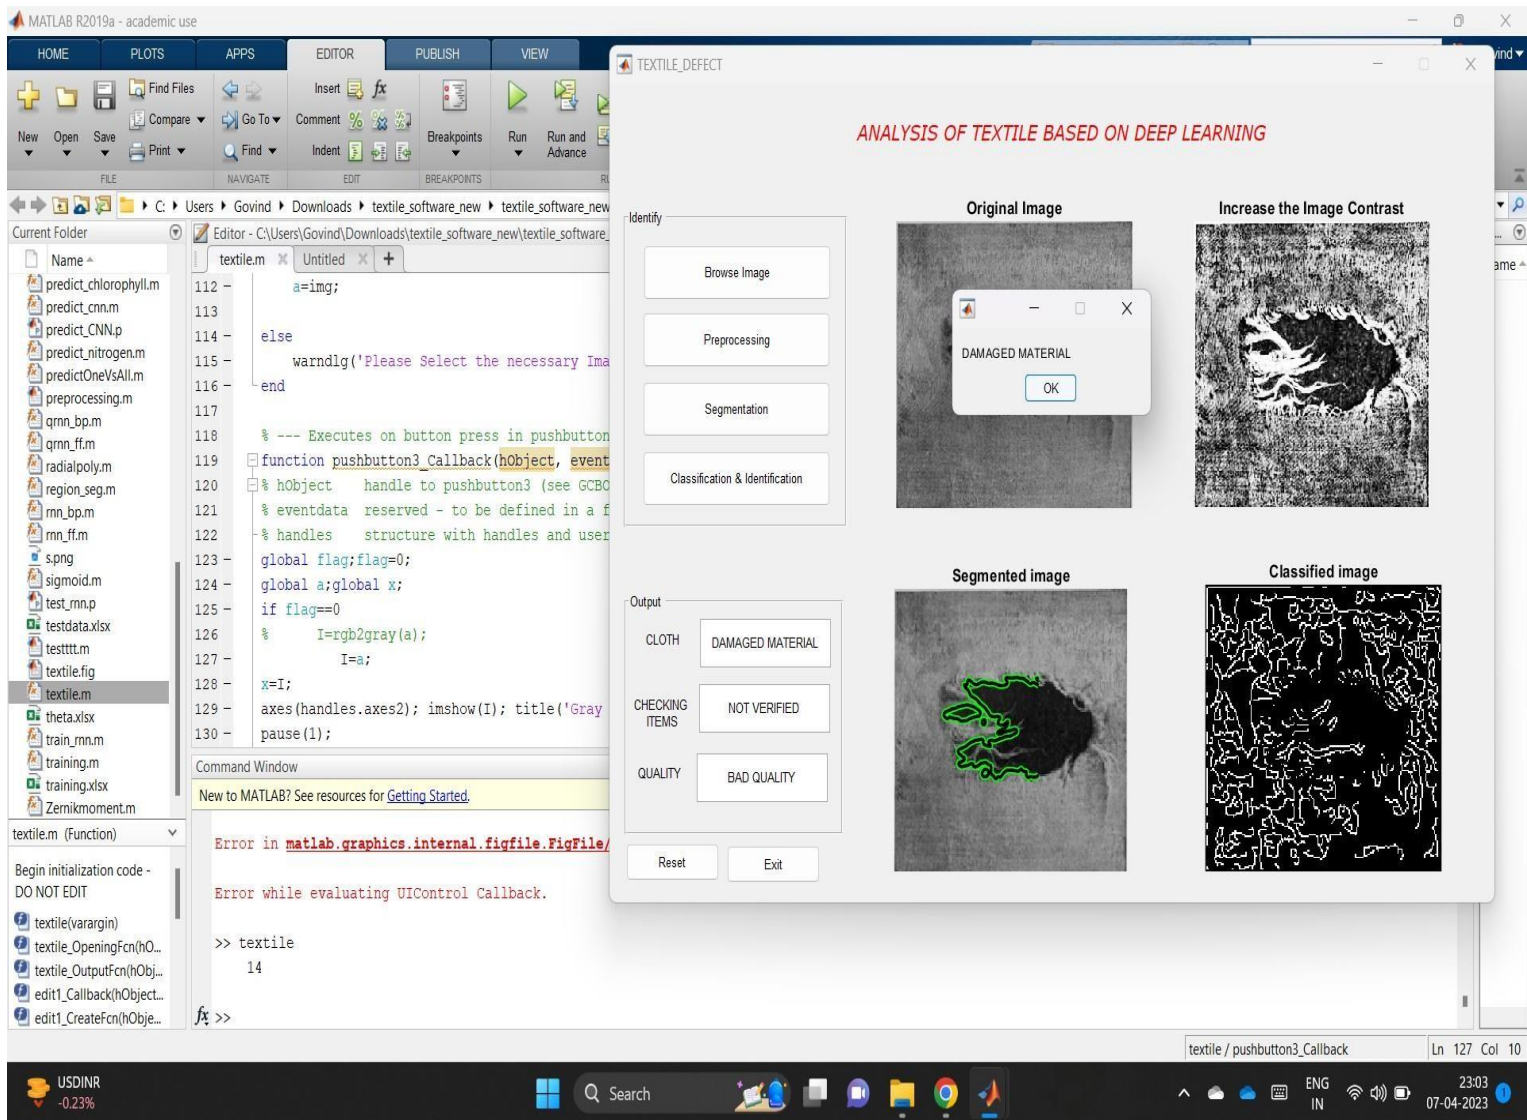 MATLAB R2019a - academic use
HOME PLOTS APPS EDITOR PUBLISH VIEW
New
Open
Save
Find Files
Compare
Print
FILE
Go To
Find
NAVIGATE
Insert fx
Comment
Indent
EDIT
Breakpoints
BREAKPOINTS
Run
Run and
Advance
RU
vind
C: Users Govind Downloads textile_software_new textile_software_new
Current Folder
Name
predict_chlorophyll.m
predict_cnn.m
predict_CNN.p
predict_nitrogen.m
predictOneVsAll.m
preprocessing.m
qrnn_bp.m
qrnn_ff.m
radialpoly.m
region_seg.m
rnn_bp.m
rnn_ff.m
s.png
sigmoid.m
test_rnn.p
testdata.xlsx
testttt.m
textile.fig
textile.m
theta.xlsx
train_rnn.m
training.m
training.xlsx
Zernikmoment.m
textile.m (Function)
Begin initialization code -
DO NOT EDIT
textile(varargin)
textile_OpeningFcn(hO...
textile_OutputFcn(hObj...
edit1_Callback(hObject...
edit1_CreateFcn(hObje...
Editor - C:\Users\Govind\Downloads\textile_software_new\textile_software_
textile.m Untitled +
112 - a=img;
113
114 - else
115 - warndlg('Please Select the necessary Ima
116 - end
117
118 % --- Executes on button press in pushbutton
119 function pushbutton3_Callback(hObject, event
120 % hObject handle to pushbutton3 (see GCBO
121 % eventdata reserved - to be defined in a f
122 % handles structure with handles and user
123 - global flag;flag=0;
124 - global a;global x;
125 - if flag==0
126 % I=rgb2gray(a);
127 - I=a;
128 - x=I;
129 - axes(handles.axes2); imshow(I); title('Gray
130 - pause(1);
Command Window
New to MATLAB? See resources for Getting Started.
Error in matlab.graphics.internal.figfile.FigFile/
Error while evaluating UIControl Callback.
>> textile
14
fx >>
TEXTILE_DEFECT
ANALYSIS OF TEXTILE BASED ON DEEP LEARNING
Identify
Browse Image
Preprocessing
Segmentation
Classification & Identification
Output
CLOTH DAMAGED MATERIAL
CHECKING
ITEMS
NOT VERIFIED
QUALITY BAD QUALITY
Reset Exit
Original Image
Increase the Image Contrast
DAMAGED MATERIAL
OK
Segmented image
Classified image
ame
textile / pushbutton3_Callback Ln 127 Col 10
USDINR
-0.23%
Search
ENG
IN
23:03
07-04-2023
1